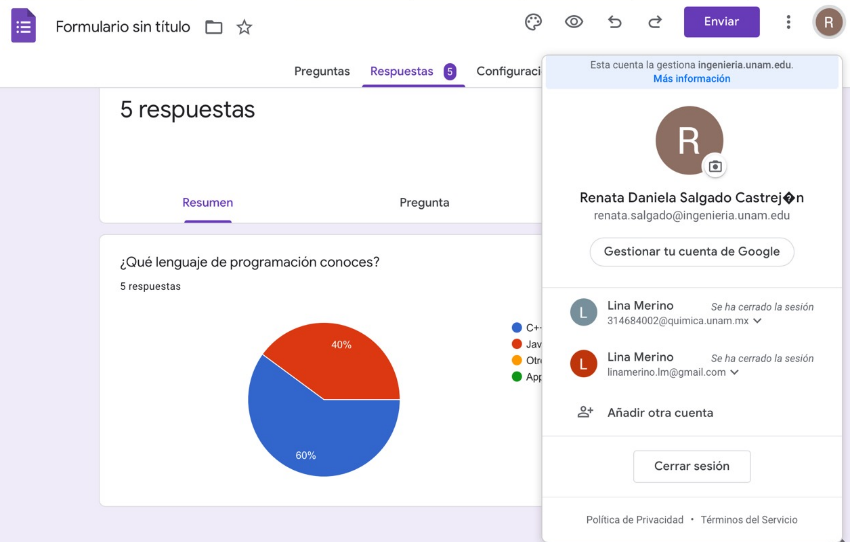 Formulario sin título
Enviar
R
Preguntas Respuestas 5
5 respuestas
Resumen Pregunta
¿Qué lenguaje de programación conoces?
5 respuestas
40%
60%
Esta cuenta la gestiona ingenieria.unam.edu.
Más información
R
Renata Daniela Salgado Castrej�n
renata.salgado@ingenieria.unam.edu
Gestionar tu cuenta de Google
L
Lina Merino Se ha cerrado la sesión
314684002@quimica.unam.mx
L
Lina Merino Se ha cerrado la sesión
linamerino.lm@gmail.com
Añadir otra cuenta
Cerrar sesión
Política de Privacidad • Términos del Servicio